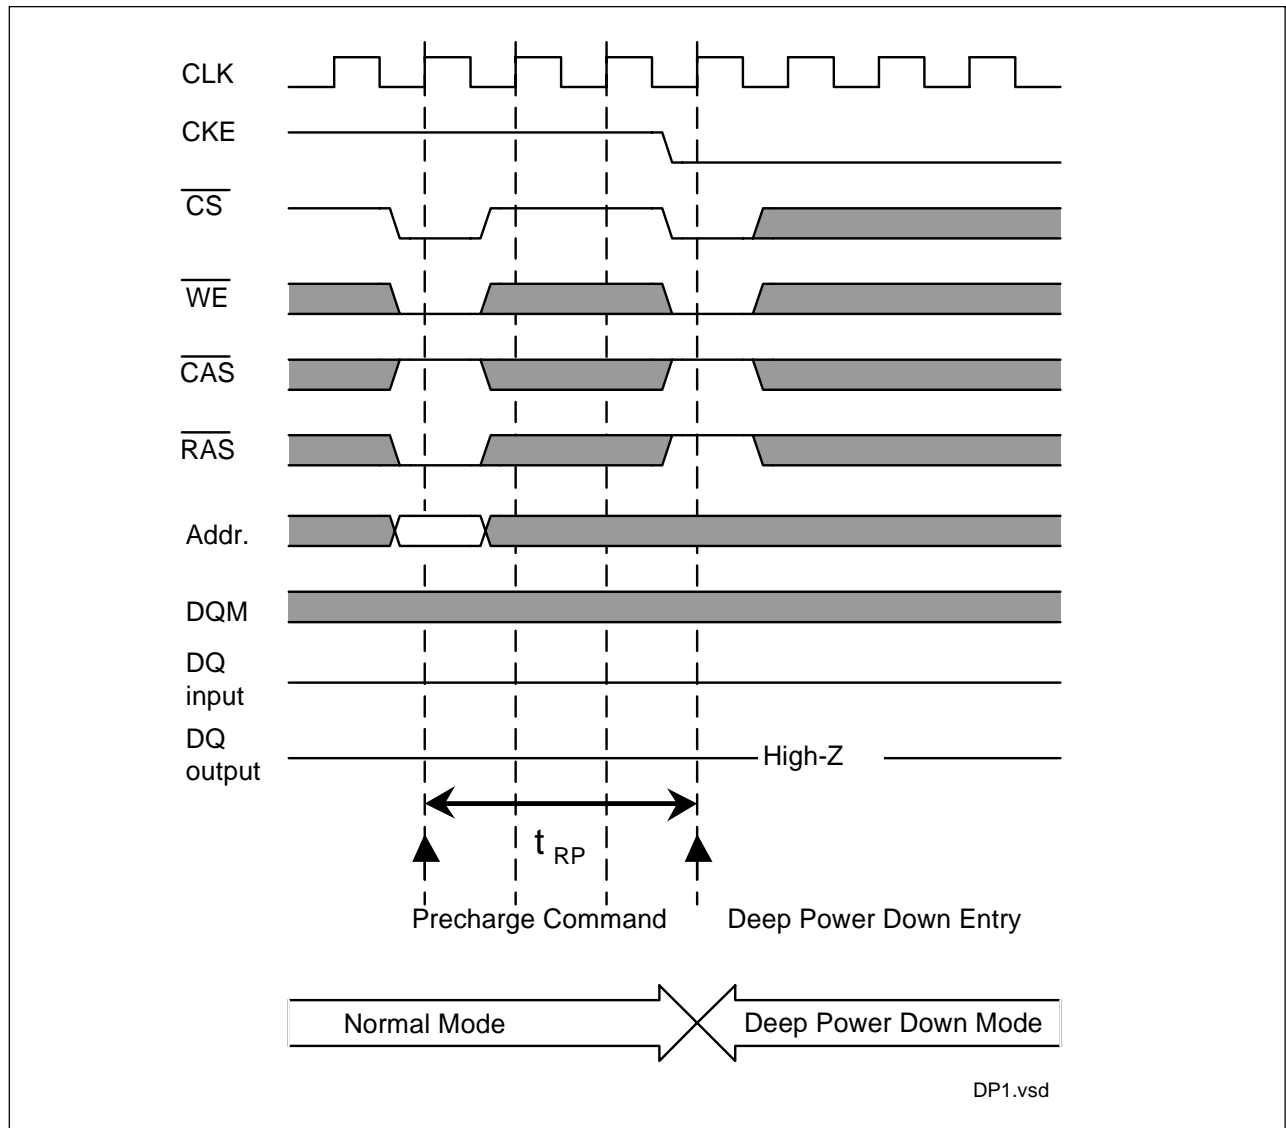 CLK
CKE
CS
WE
CAS
RAS
Addr.
DQM
DQ
input
DQ
output
High-Z
t RP
Precharge Command
Deep Power Down Entry
Normal Mode
Deep Power Down Mode
DP1.vsd